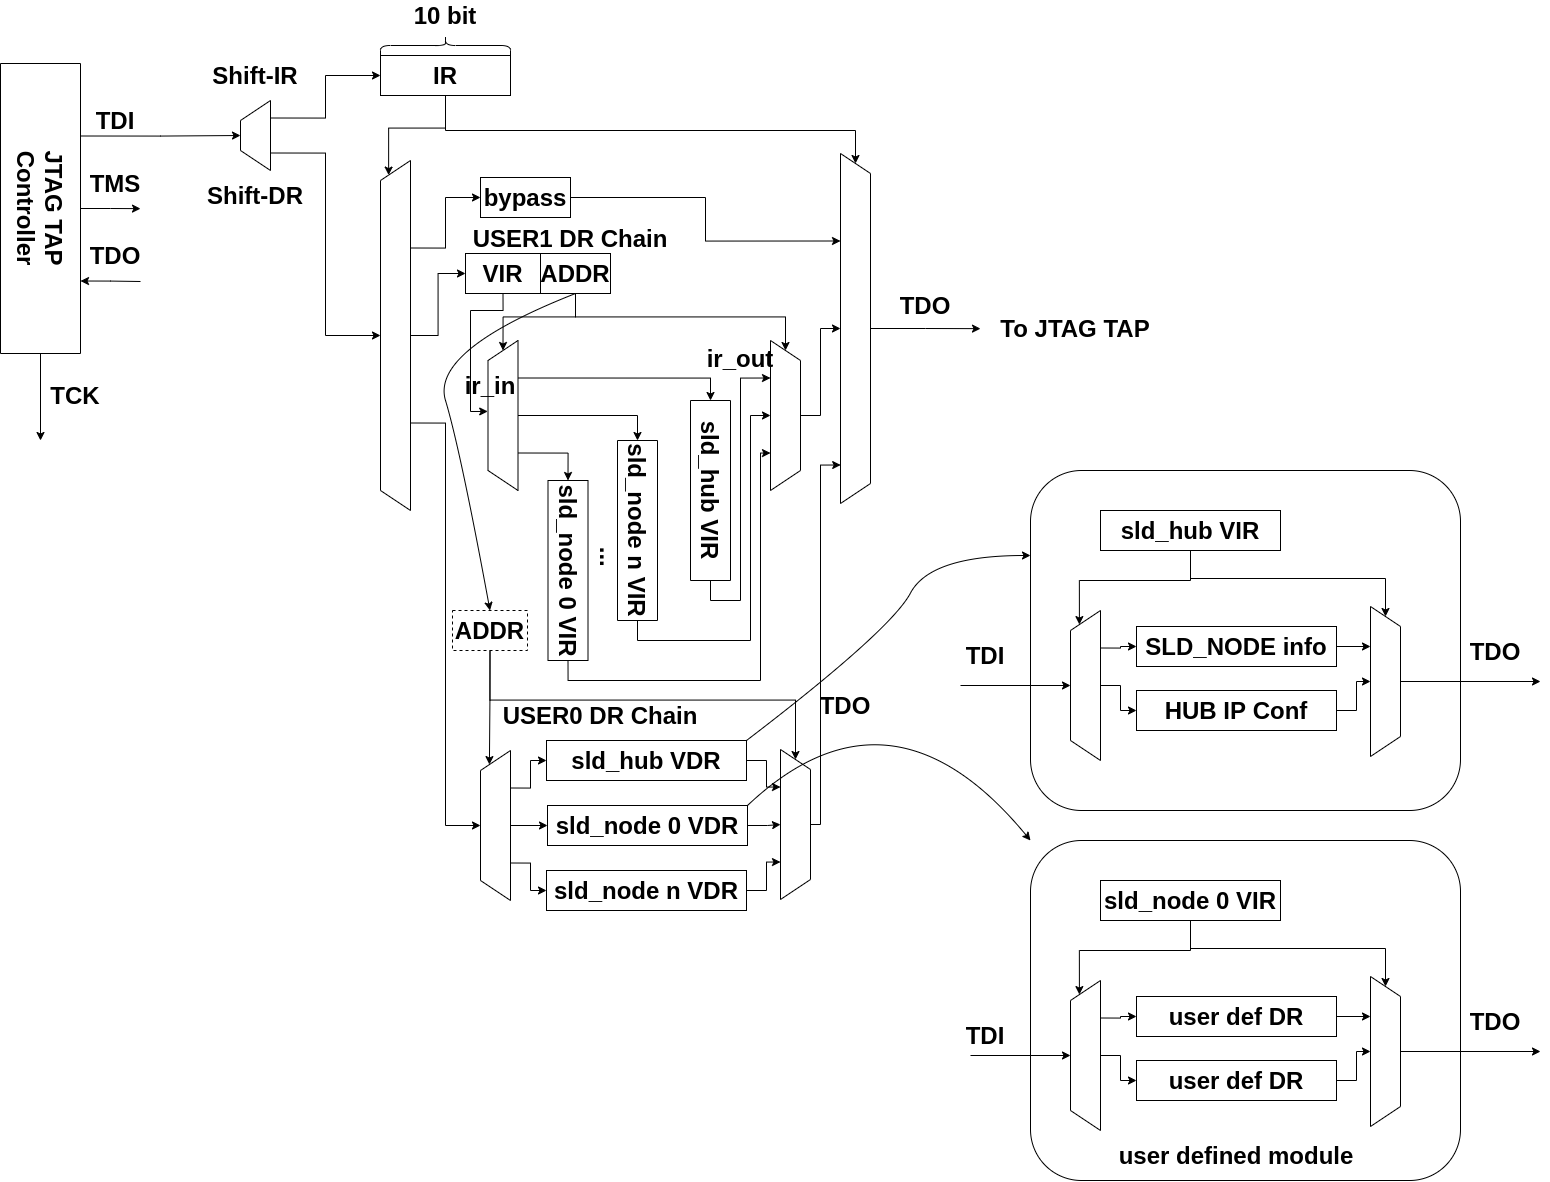 10 bit
IR
Shift-IR
TDI
JTAG TAP
Controller
TMS
Shift-DR
TDO
TCK
bypass
USER1 DR Chain
VIR
ADDR
TDO
To JTAG TAP
ir_out
ir_in
sld_hub VIR
sld_node n VIR
...
sld_node 0 VIR
ADDR
USER0 DR Chain
TDO
sld_hub VDR
sld_node 0 VDR
sld_node n VDR
sld_hub VIR
TDI
SLD_NODE info
TDO
HUB IP Conf
sld_node 0 VIR
TDI
user def DR
TDO
user def DR
user defined module